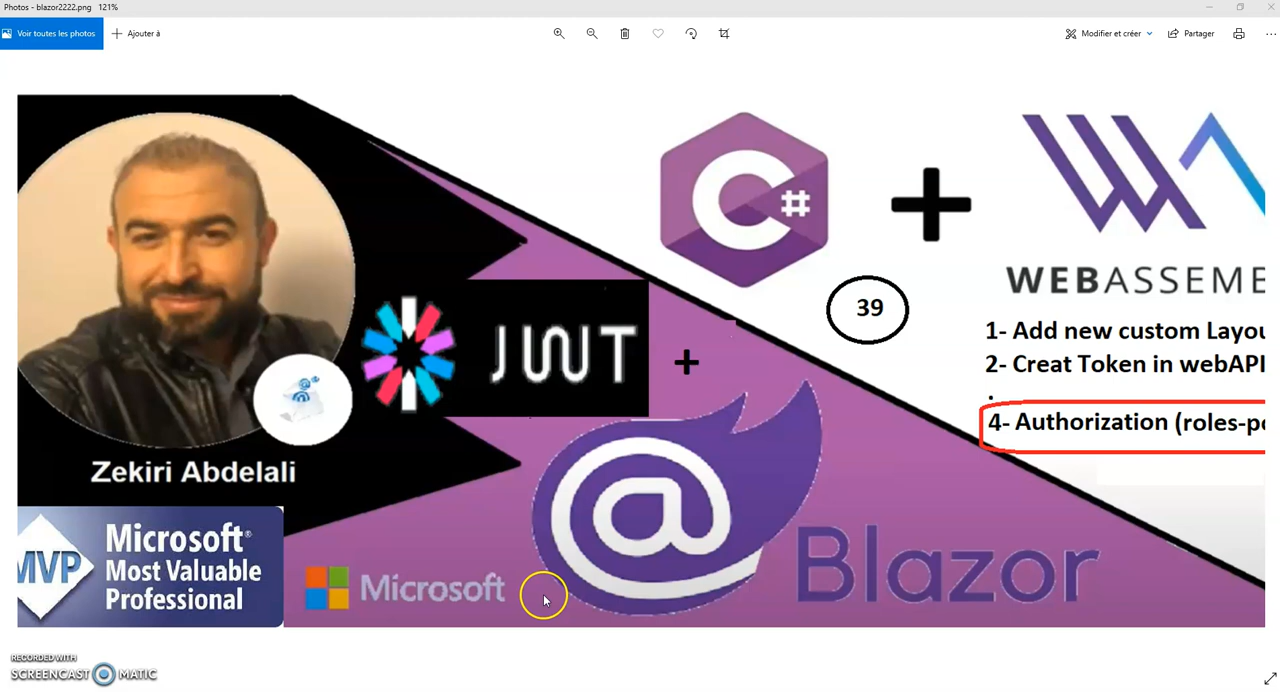 Photos - blazor2222.png 121%
Voir toutes les photos
Ajouter à
Modifier et créer
Partager
C#
WEBASSEMB
39
1- Add new custom Layou
2- Creat Token in webAPI
.
4- Authorization (roles-po
JWT
@
Blazor
Zekiri Abdelali
MVP
Microsoft®
Most Valuable
Professional
Microsoft
RECORDED WITH
SCREENCAST MATIC